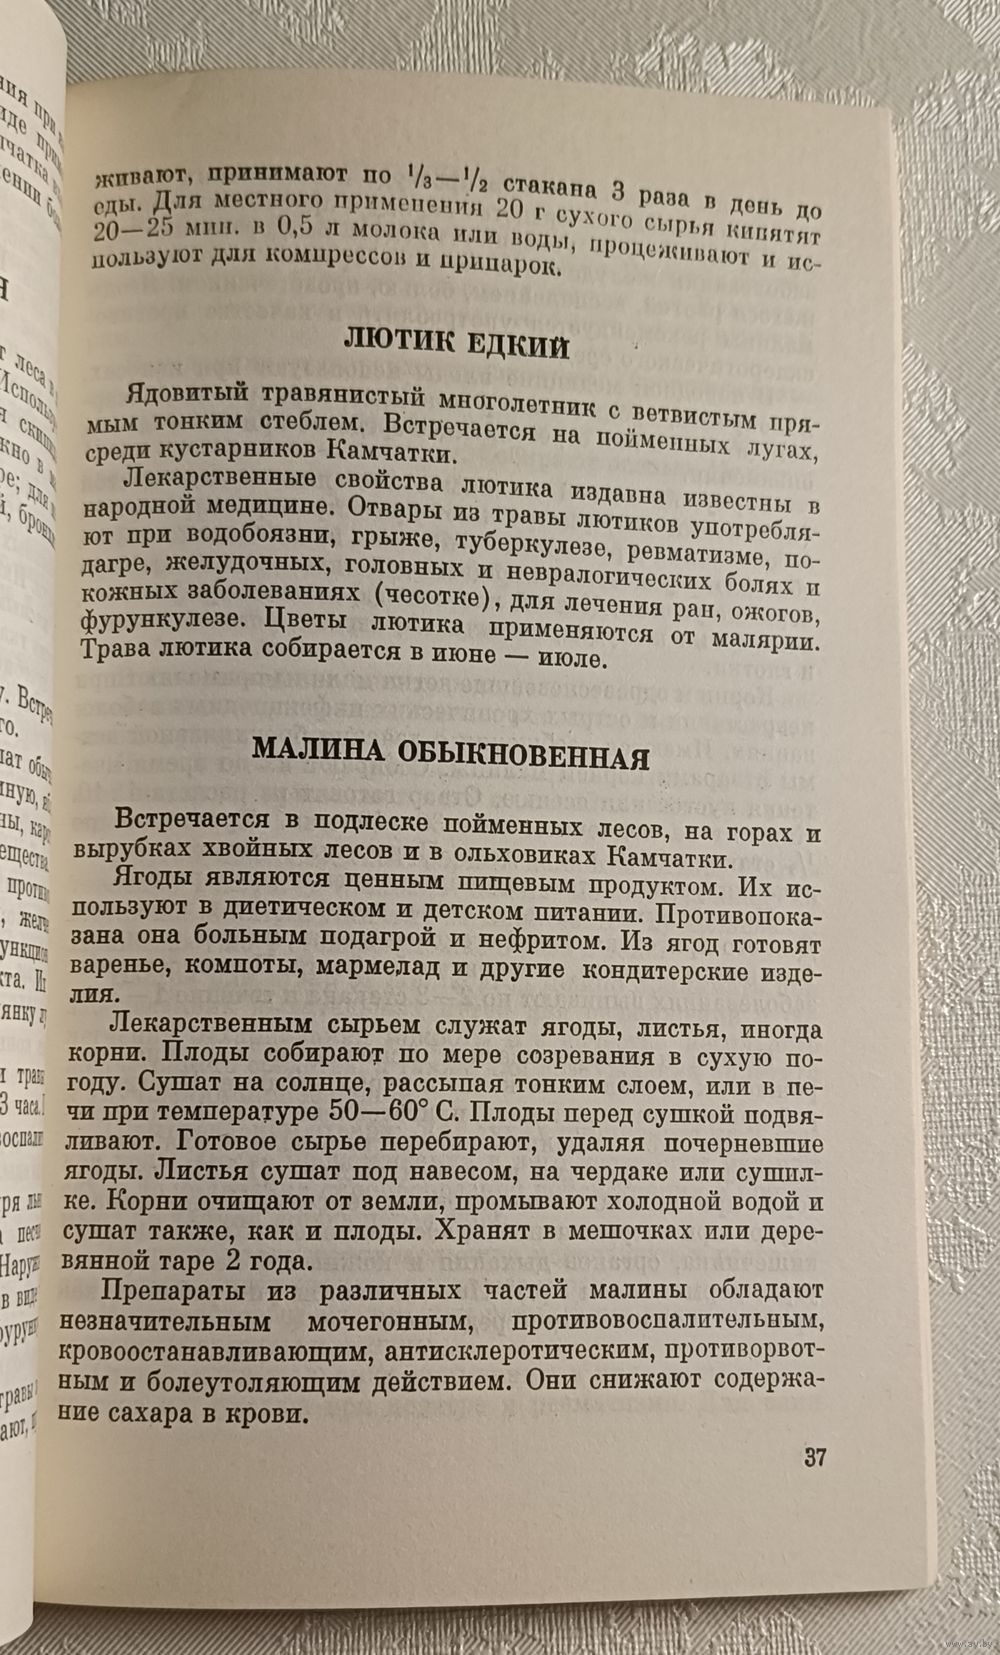 живают, принимают по 1/3—1/2 стакана 3 раза в день до
еды. Для местного применения 20 г сухого сырья кипятят
20—25 мин. в 0,5 л молока или воды, процеживают и ис-
пользуют для компрессов и припарок.
ЛЮТИК ЕДКИЙ
Ядовитый травянистый многолетник с ветвистым пря-
мым тонким стеблем. Встречается на пойменных лугах,
среди кустарников Камчатки.
Лекарственные свойства лютика издавна известны в
народной медицине. Отвары из травы лютиков употребля-
ют при водобоязни, грыже, туберкулезе, ревматизме, по-
дагре, желудочных, головных и невралогических болях и
кожных заболеваниях (чесотке), для лечения ран, ожогов,
фурункулезе. Цветы лютика применяются от малярии.
Трава лютика собирается в июне — июле.
МАЛИНА ОБЫКНОВЕННАЯ
Встречается в подлеске пойменных лесов, на горах и
вырубках хвойных лесов и в ольховиках Камчатки.
Ягоды являются ценным пищевым продуктом. Их ис-
пользуют в диетическом и детском питании. Противопока-
зана она больным подагрой и нефритом. Из ягод готовят
варенье, компоты, мармелад и другие кондитерские изде-
лия.
Лекарственным сырьем служат ягоды, листья, иногда
корни. Плоды собирают по мере созревания в сухую по-
году. Сушат на солнце, рассыпая тонким слоем, или в пе-
чи при температуре 50—60° С. Плоды перед сушкой подвя-
ливают. Готовое сырье перебирают, удаляя почерневшие
ягоды. Листья сушат под навесом, на чердаке или сушил-
ке. Корни очищают от земли, промывают холодной водой и
сушат также, как и плоды. Хранят в мешочках или дере-
вянной таре 2 года.
Препараты из различных частей малины обладают
незначительным мочегонным, противовоспалительным,
кровоостанавливающим, антисклеротическим, противорвот-
ным и болеутоляющим действием. Они снижают содержа-
ние сахара в крови.
37
www.ay.by